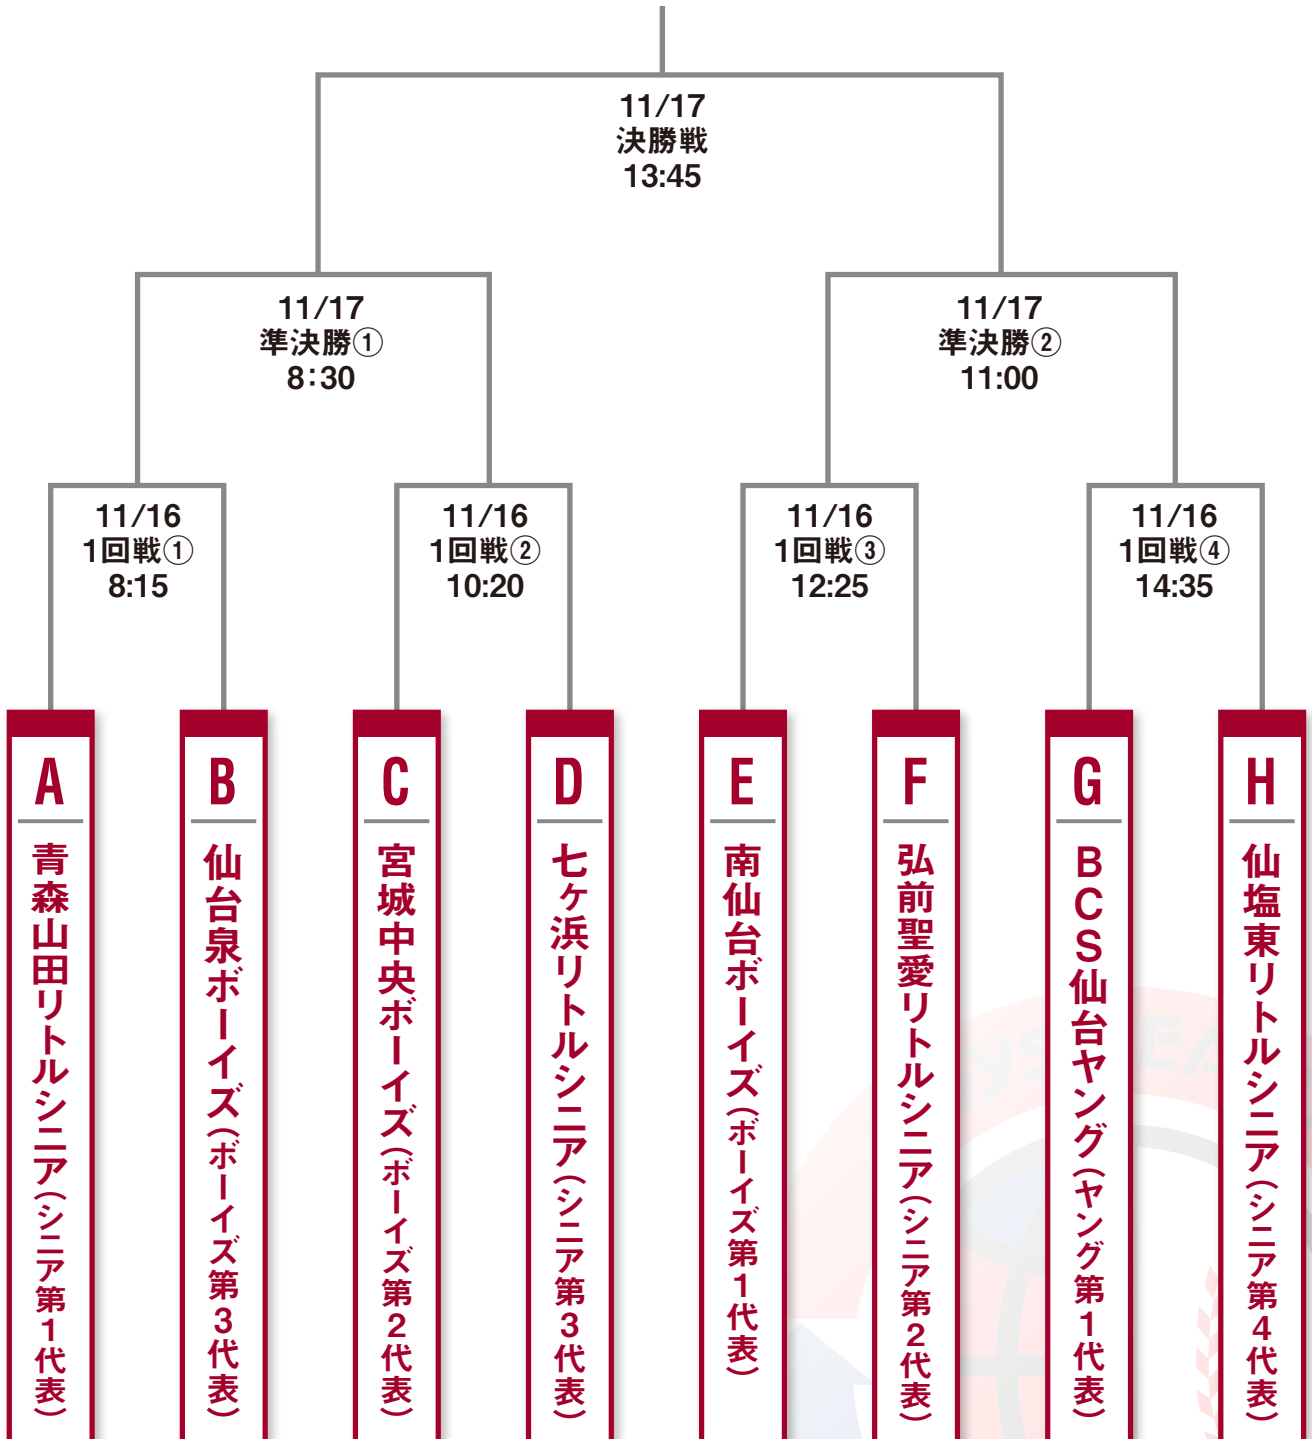 11/17
決勝戦
13:45
11/17
準決勝①
8:30
11/17
準決勝②
11:00
11/16
1回戦①
8:15
11/16
1回戦②
10:20
11/16
1回戦③
12:25
11/16
1回戦④
14:35
A
青森山田リトルシニア(シニア第1代表)
B
仙台泉ボーイズ(ボーイズ第3代表)
C
宮城中央ボーイズ(ボーイズ第2代表)
D
七ヶ浜リトルシニア(シニア第3代表)
E
南仙台ボーイズ(ボーイズ第1代表)
F
弘前聖愛リトルシニア(シニア第2代表)
G
BCS仙台ヤング(ヤング第1代表)
H
仙塩東リトルシニア(シニア第4代表)